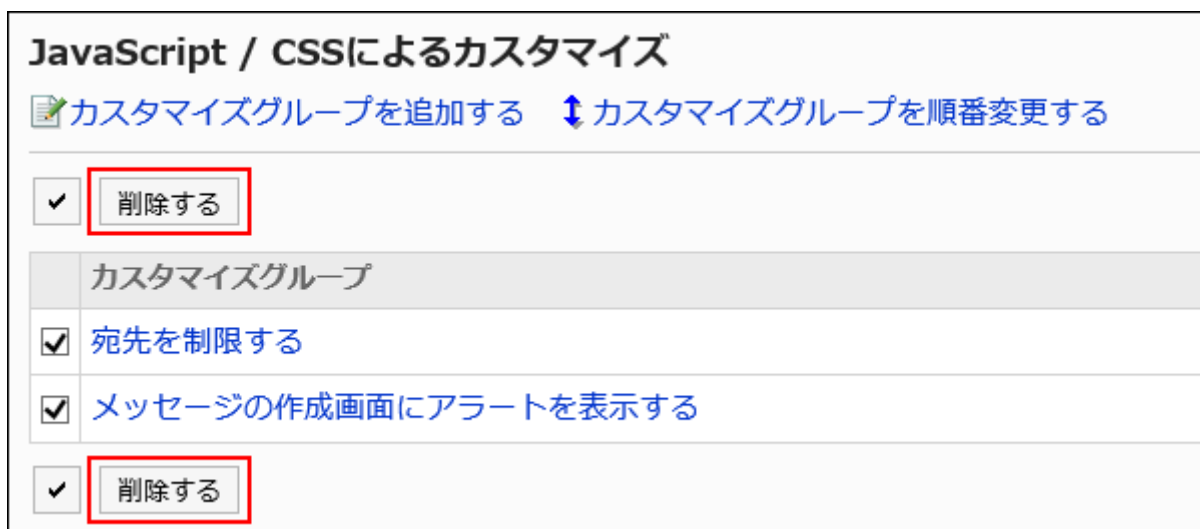 JavaScript / CSSによるカスタマイズ
カスタマイズグループを追加する カスタマイズグループを順番変更する
削除する
カスタマイズグループ
宛先を制限する
メッセージの作成画面にアラートを表示する
削除する